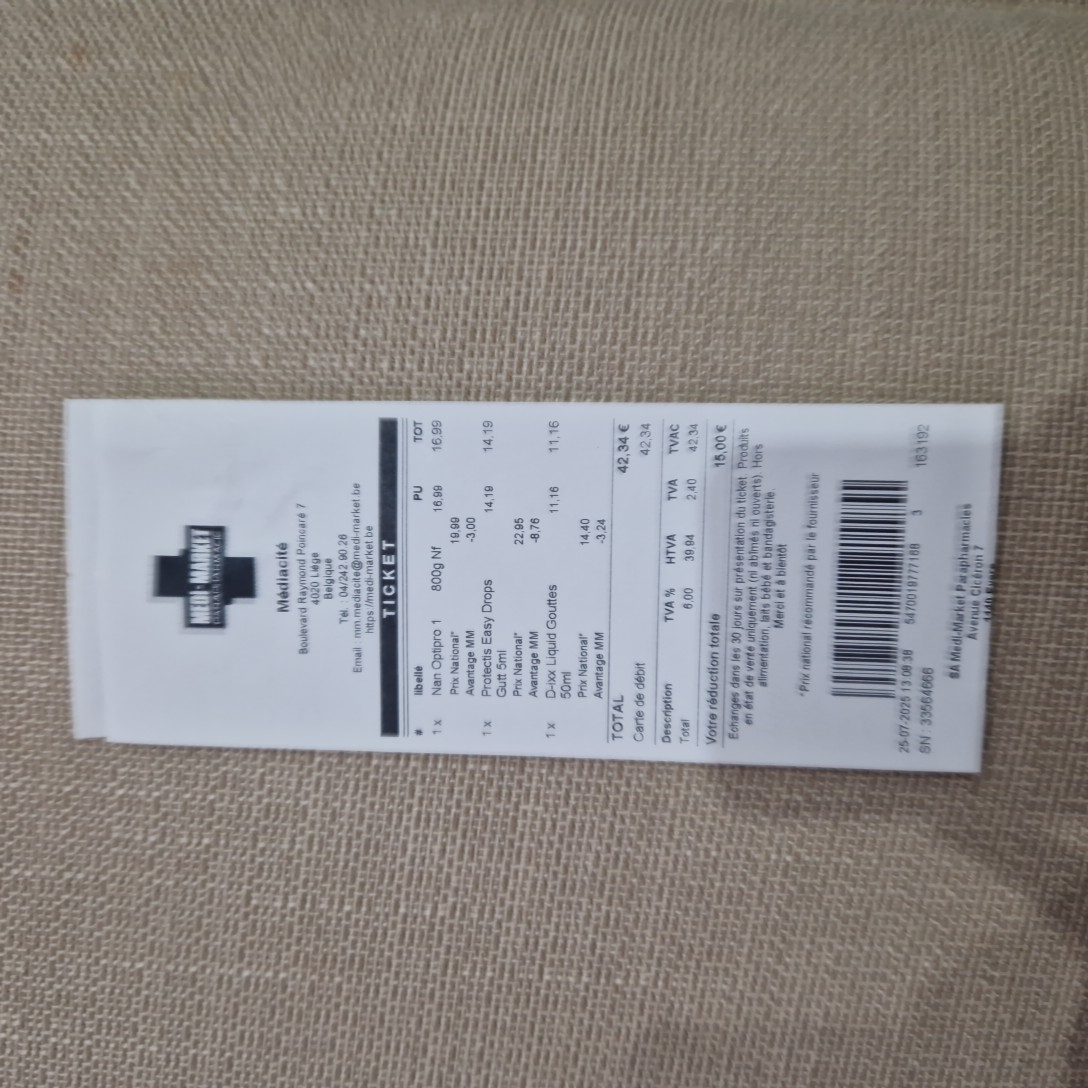 MEDI-MARKET
Médiacité
Boulevard Raymond Poincaré 7
4020 Liège
Belgique
Tel. : 04/242 90 26
Email : mm.mediacite@medi-market.be
https://medi-market.be
TICKET
# libellé PU TOT
1 x Nan Optipro 1 800g Nf 16,99 16,99
Prix National* 19,99
Avantage MM -3,00
1 x Protectis Easy Drops 14,19 14,19
Gutt 5ml
Prix National* 22,95
Avantage MM -8,76
1 x D-ixx Liquid Gouttes 11,16 11,16
50ml
Prix National* 14,40
Avantage MM -3,24
TOTAL 42,34 €
Carte de débit 42,34
Description TVA % HTVA TVA TVAC
Total 6,00 39,94 2,40 42,34
Votre réduction totale 15,00 €
Echanges dans les 30 jours sur présentation du ticket. Produits
en état de vente uniquement (ni abîmés ni ouverts). Hors
alimentation, laits bébé et bandagisterie.
Merci et à bientôt
*Prix national recommandé par le fournisseur
25-07-2025 13:08:38 5470019777168 3 163192
SN : 33564666
SA Medi-Market Parapharmacies
Avenue Cicéron 7